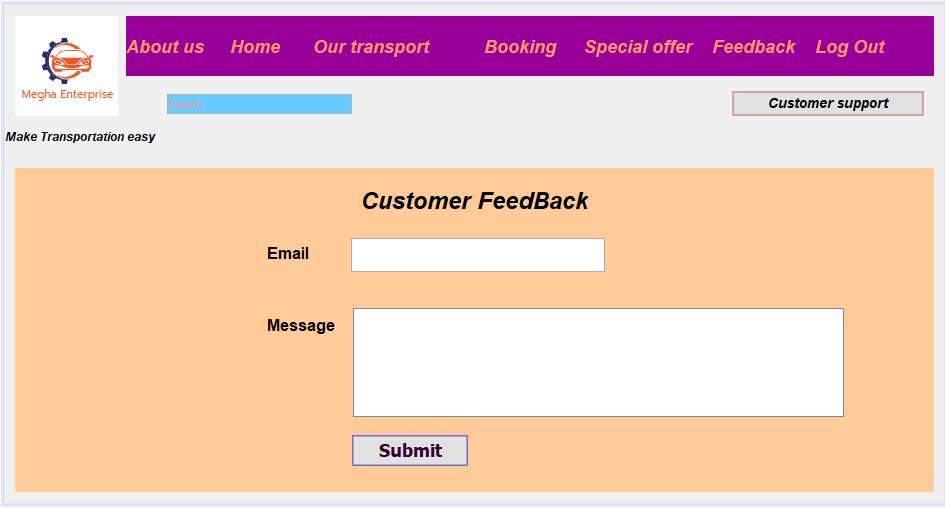 About us Home Our transport Booking Special offer Feedback Log Out
Megha Enterprise
Search
Customer support
Make Transportation easy
Customer FeedBack
Email
Message
Submit